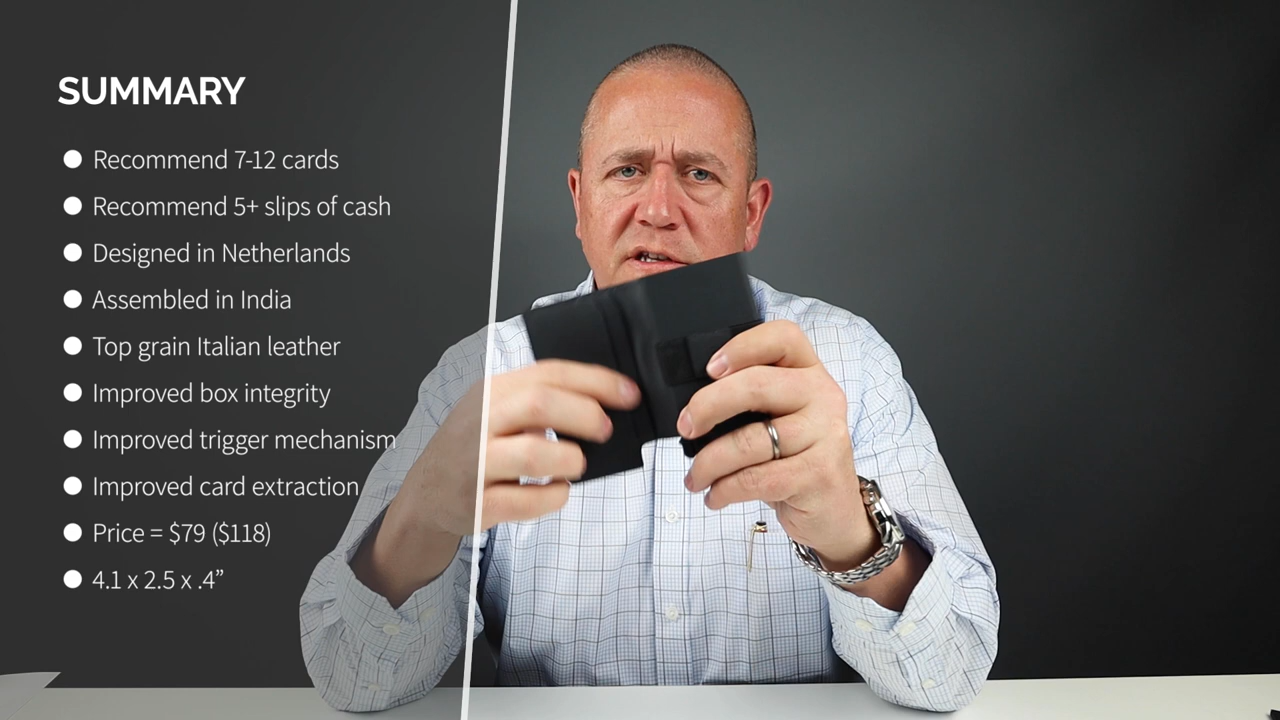 SUMMARY
Recommend 7-12 cards
Recommend 5+ slips of cash
Designed in Netherlands
Assembled in India
Top grain Italian leather
Improved box integrity
Improved trigger mechanism
Improved card extraction
Price = $79 ($118)
4.1 x 2.5 x .4”